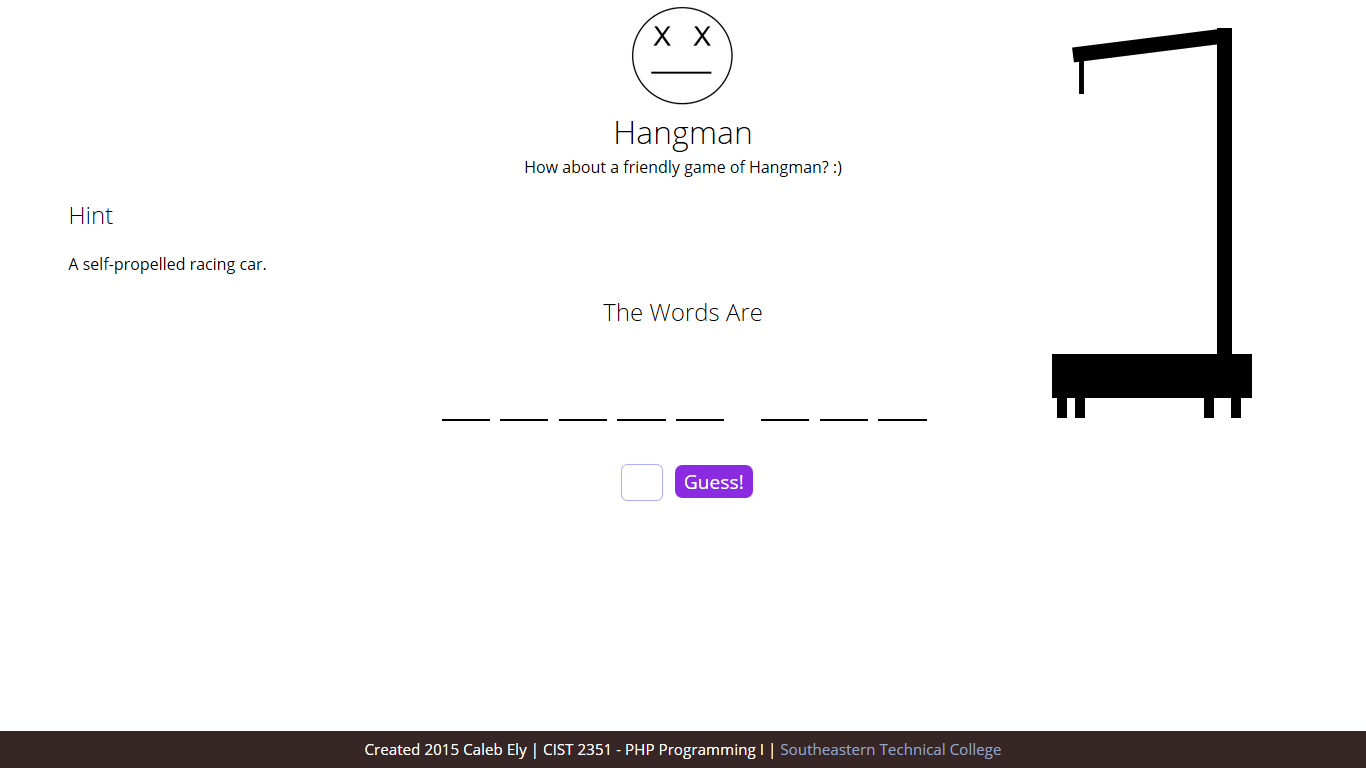 X X
Hangman
How about a friendly game of Hangman? :)
Hint
A self-propelled racing car.
The Words Are
_ _ _ _ _ _ _ _
Guess!
Created 2015 Caleb Ely | CIST 2351 - PHP Programming I | Southeastern Technical College